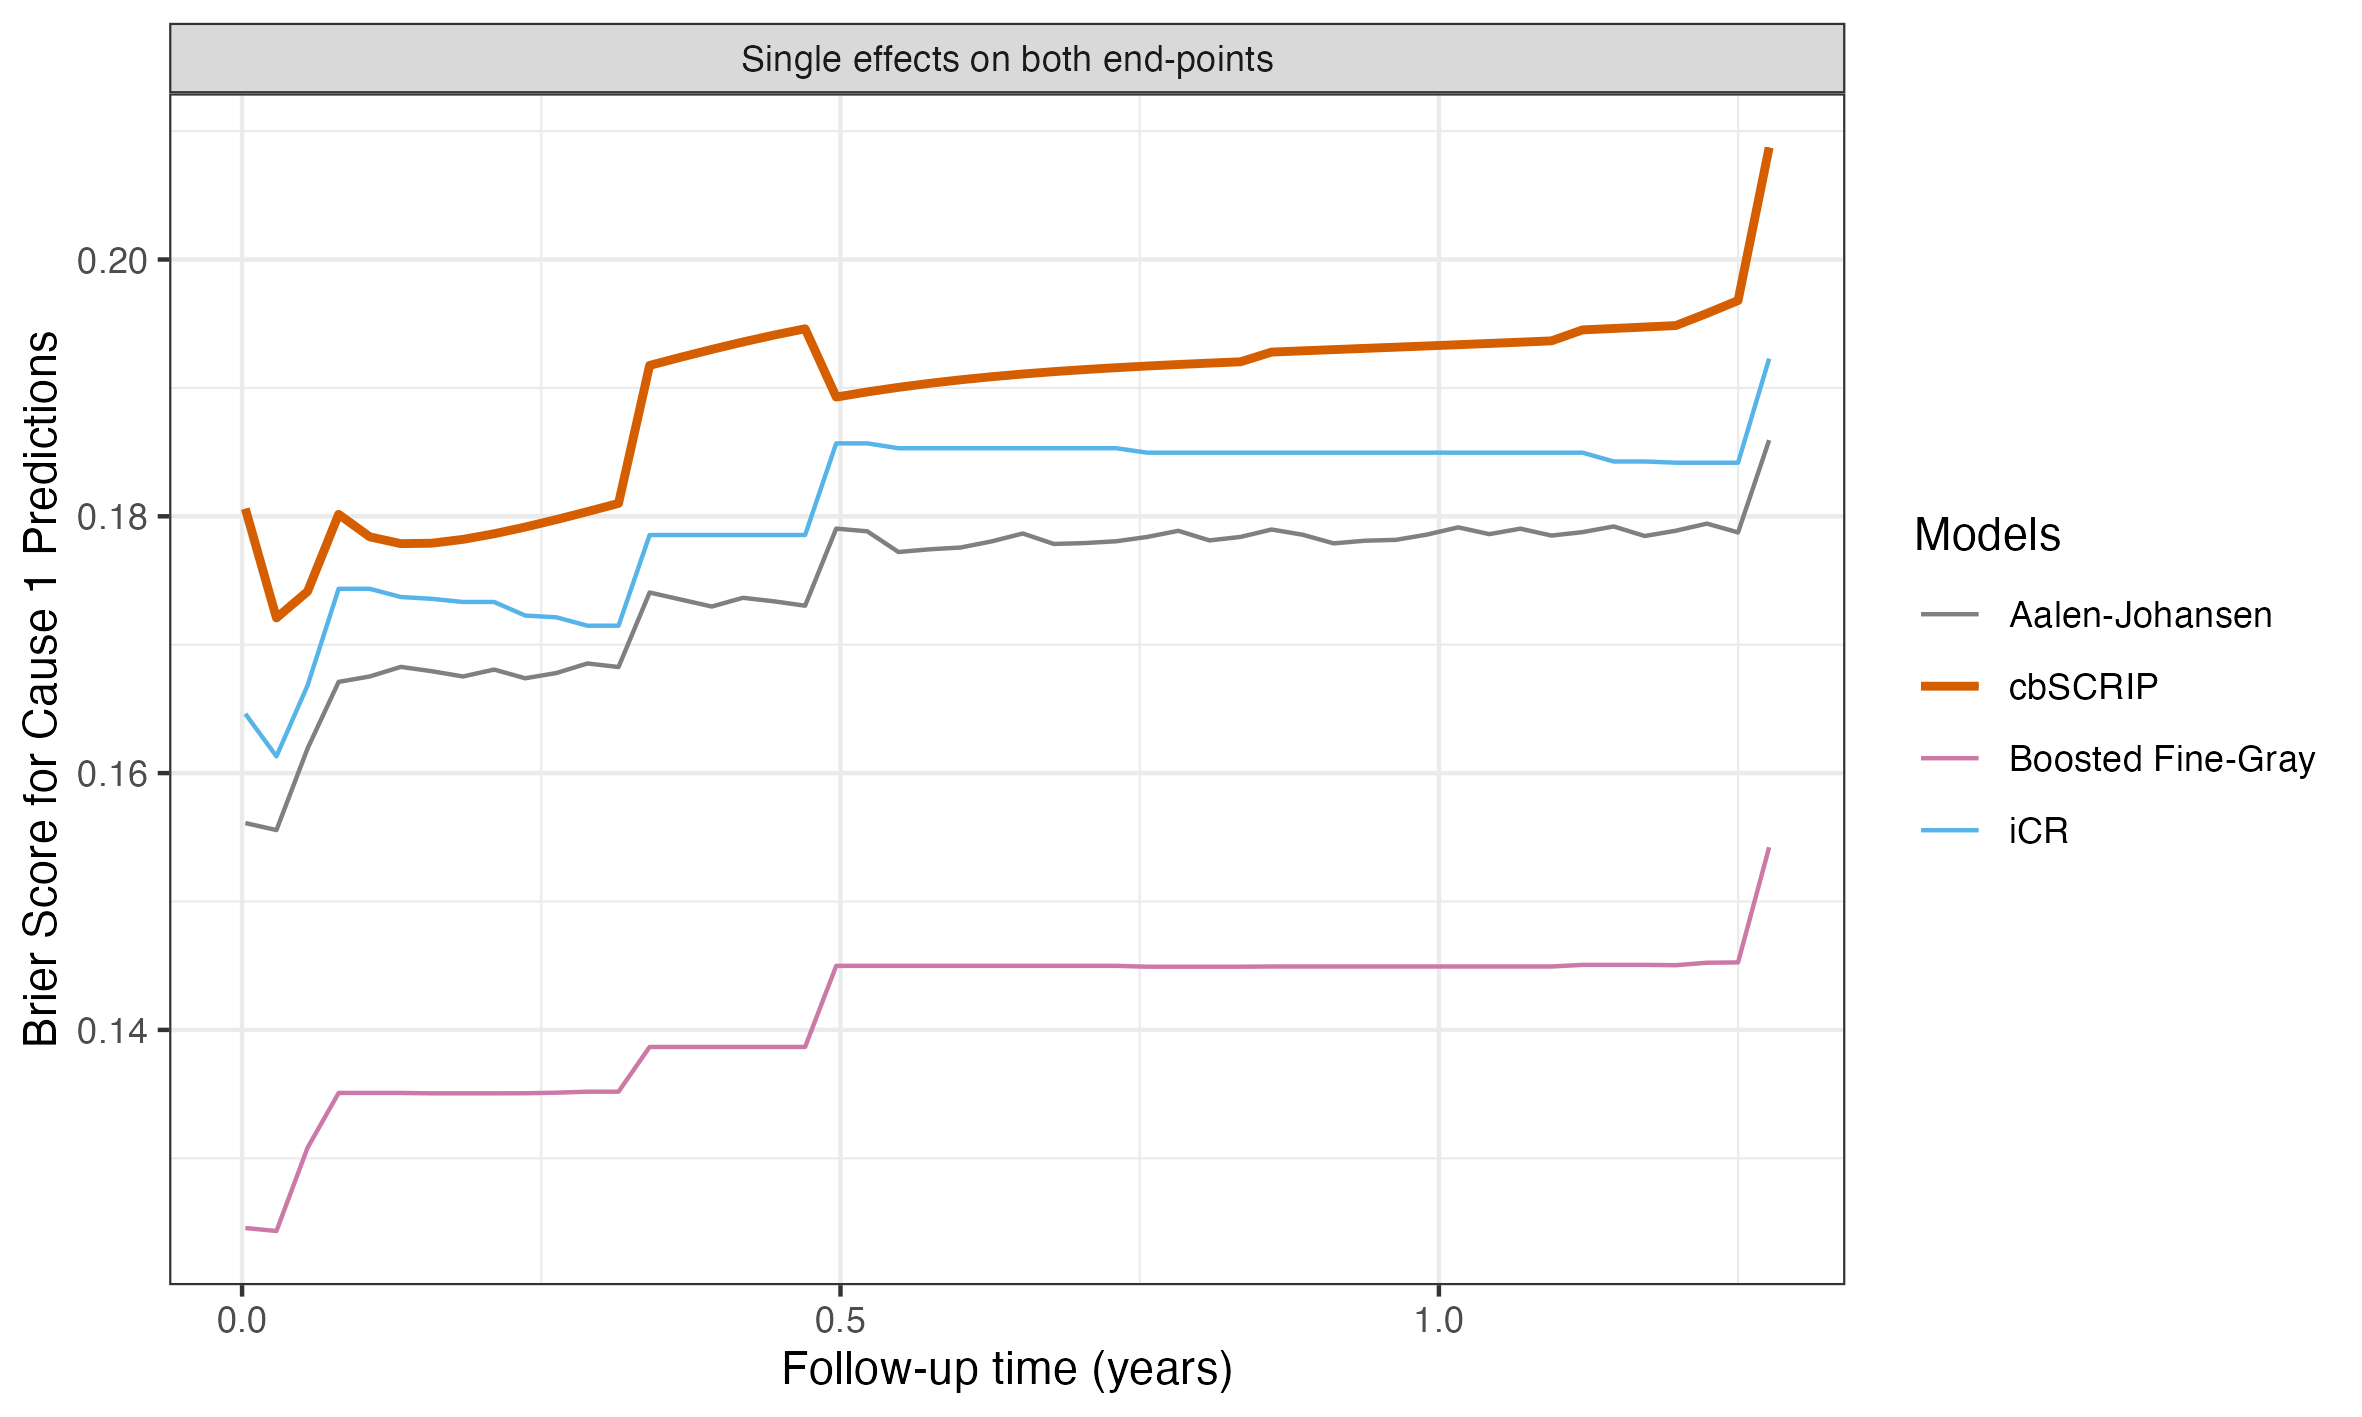 Single effects on both end-points
Brier Score for Cause 1 Predictions
0.20
0.18
0.16
0.14
0.0
0.5
1.0
Follow-up time (years)
Models
Aalen-Johansen
cbSCRIP
Boosted Fine-Gray
iCR